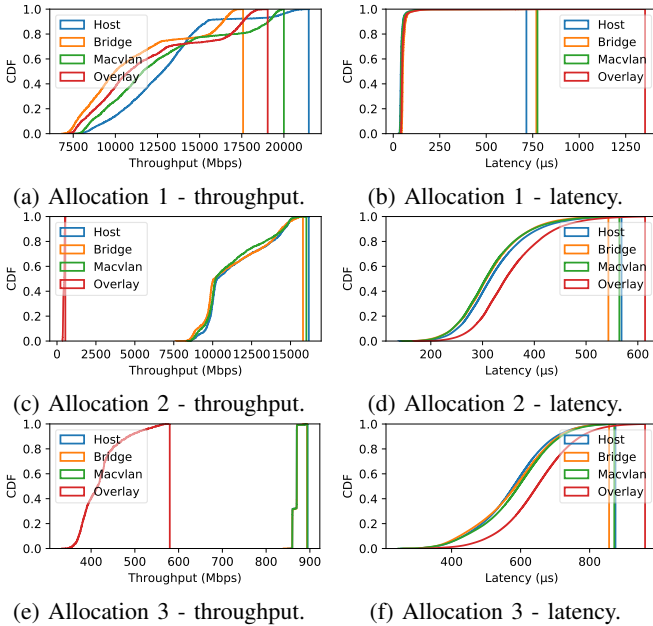 1.0
0.8
0.6
0.4
0.2
0.0
CDF
Host
Bridge
Macvlan
Overlay
7500 10000 12500 15000 17500 20000
Throughput (Mbps)
(a) Allocation 1 - throughput.
1.0
0.8
0.6
0.4
0.2
0.0
CDF
Host
Bridge
Macvlan
Overlay
0 250 500 750 1000 1250
Latency (μs)
(b) Allocation 1 - latency.
1.0
0.8
0.6
0.4
0.2
0.0
CDF
Host
Bridge
Macvlan
Overlay
0 2500 5000 7500 10000 12500 15000
Throughput (Mbps)
(c) Allocation 2 - throughput.
1.0
0.8
0.6
0.4
0.2
0.0
CDF
Host
Bridge
Macvlan
Overlay
200 300 400 500 600
Latency (μs)
(d) Allocation 2 - latency.
1.0
0.8
0.6
0.4
0.2
0.0
CDF
Host
Bridge
Macvlan
Overlay
400 500 600 700 800 900
Throughput (Mbps)
(e) Allocation 3 - throughput.
1.0
0.8
0.6
0.4
0.2
0.0
CDF
Host
Bridge
Macvlan
Overlay
400 600 800
Latency (μs)
(f) Allocation 3 - latency.